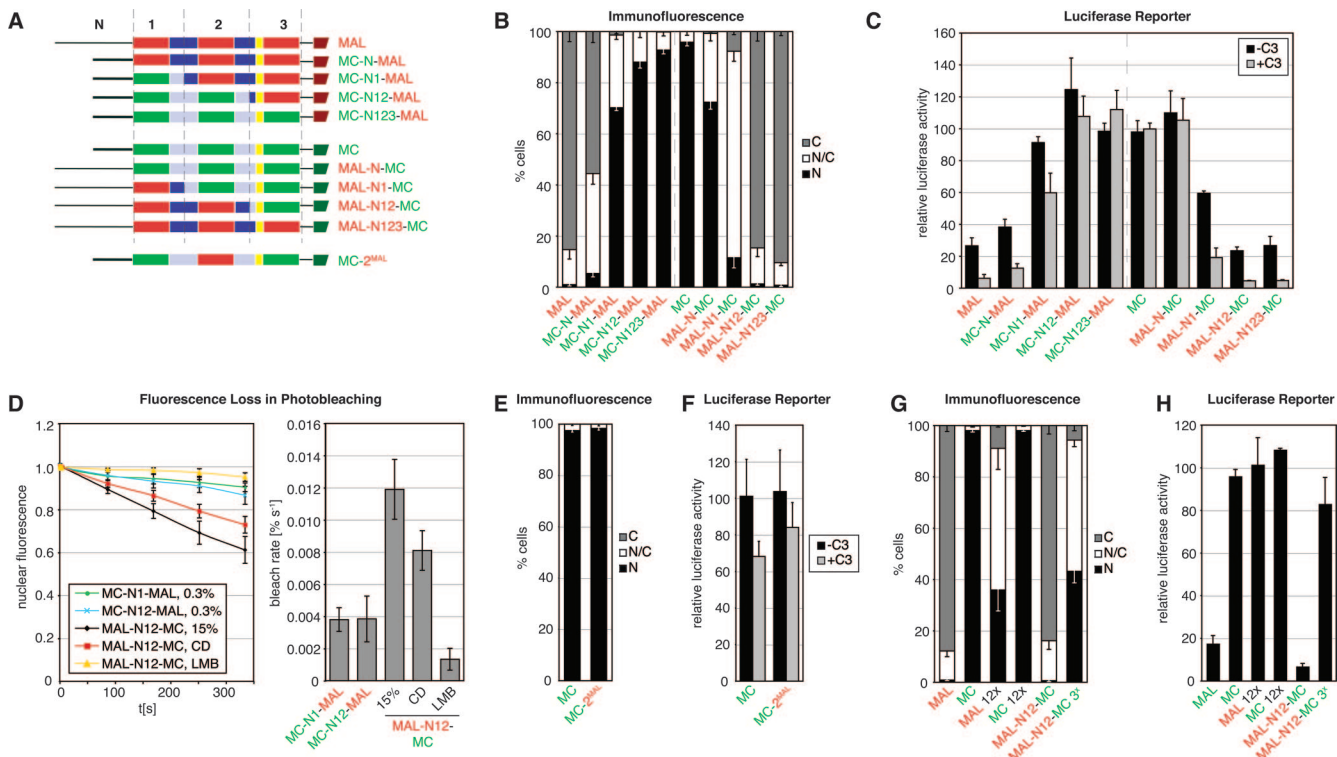 A
N 1 2 3
MAL
MC-N-MAL
MC-N1-MAL
MC-N12-MAL
MC-N123-MAL
MC
MAL-N-MC
MAL-N1-MC
MAL-N12-MC
MAL-N123-MC
MC-2ᴹᴬᴸ
B
Immunofluorescence
% cells
100
80
60
40
20
0
C
N/C
N
MAL
MC-N-MAL
MC-N1-MAL
MC-N12-MAL
MC-N123-MAL
MC
MAL-N-MC
MAL-N1-MC
MAL-N12-MC
MAL-N123-MC
C
Luciferase Reporter
relative luciferase activity
160
140
120
100
80
60
40
20
0
-C3
+C3
MAL
MC-N-MAL
MC-N1-MAL
MC-N12-MAL
MC-N123-MAL
MC
MAL-N-MC
MAL-N1-MC
MAL-N12-MC
MAL-N123-MC
D
Fluorescence Loss in Photobleaching
nuclear fluorescence
1.2
1.0
0.8
0.6
0.4
0.2
0
MC-N1-MAL, 0.3%
MC-N12-MAL, 0.3%
MAL-N12-MC, 15%
MAL-N12-MC, CD
MAL-N12-MC, LMB
0 100 200 300
t[s]
bleach rate [% s⁻¹]
0.016
0.014
0.012
0.010
0.008
0.006
0.004
0.002
0.000
MC-N1-MAL
MC-N12-MAL
15%
CD
LMB
MAL-N12-
MC
E
Immunofluorescence
% cells
100
80
60
40
20
0
C
N/C
N
MC
MC-2ᴹᴬᴸ
F
Luciferase Reporter
relative luciferase activity
140
120
100
80
60
40
20
0
-C3
+C3
MC
MC-2ᴹᴬᴸ
G
Immunofluorescence
% cells
100
80
60
40
20
0
C
N/C
N
MAL
MC
MAL 12x
MC 12x
MAL-N12-MC
MAL-N12-MC 3ˣ
H
Luciferase Reporter
relative luciferase activity
120
100
80
60
40
20
0
MAL
MC
MAL 12x
MC 12x
MAL-N12-MC
MAL-N12-MC 3ˣ